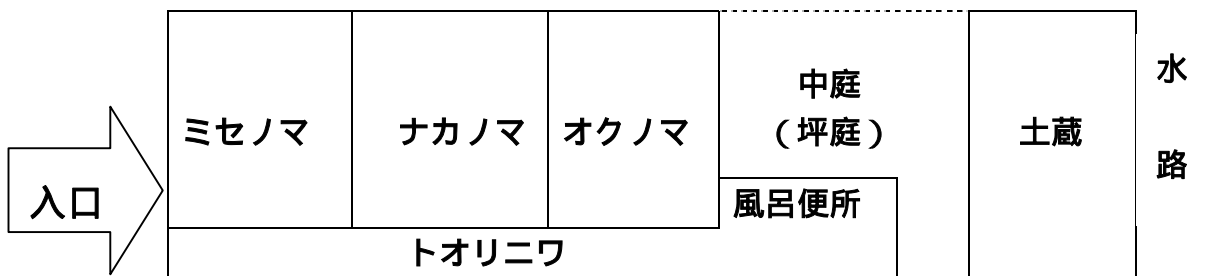 入口
ミセノマ
ナカノマ
オクノマ
中庭
（坪庭）
風呂便所
トオリニワ
土蔵
水路